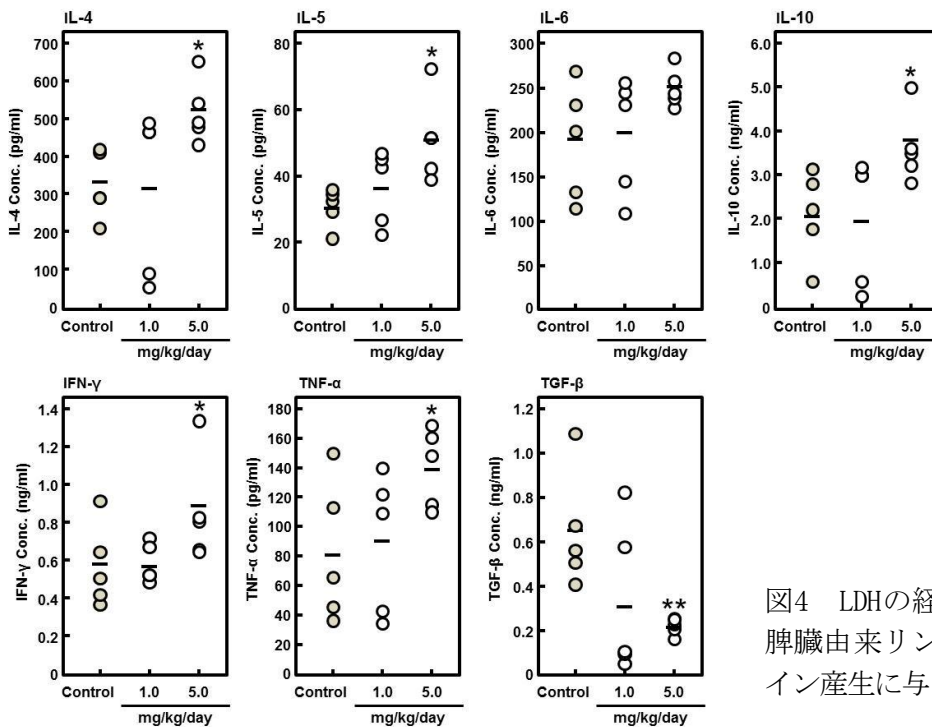 IL-4
IL-4 Conc. (pg/ml)
700
600
500
400
300
200
100
0
*
Control 1.0 5.0
mg/kg/day
IL-5
IL-5 Conc. (pg/ml)
80
60
40
20
0
*
Control 1.0 5.0
mg/kg/day
IL-6
IL-6 Conc. (pg/ml)
300
250
200
150
100
50
0
Control 1.0 5.0
mg/kg/day
IL-10
IL-10 Conc. (ng/ml)
6.0
5.0
4.0
3.0
2.0
1.0
0
*
Control 1.0 5.0
mg/kg/day
IFN-γ
IFN-γ Conc. (ng/ml)
1.4
1.2
1.0
0.8
0.6
0.4
0.2
0
*
Control 1.0 5.0
mg/kg/day
TNF-α
TNF-α Conc. (pg/ml)
180
160
140
120
100
80
60
40
20
0
*
Control 1.0 5.0
mg/kg/day
TGF-β
TGF-β Conc. (ng/ml)
1.2
1.0
0.8
0.6
0.4
0.2
0
**
Control 1.0 5.0
mg/kg/day
図4 LDHの経
脾臓由来リン
イン産生に与